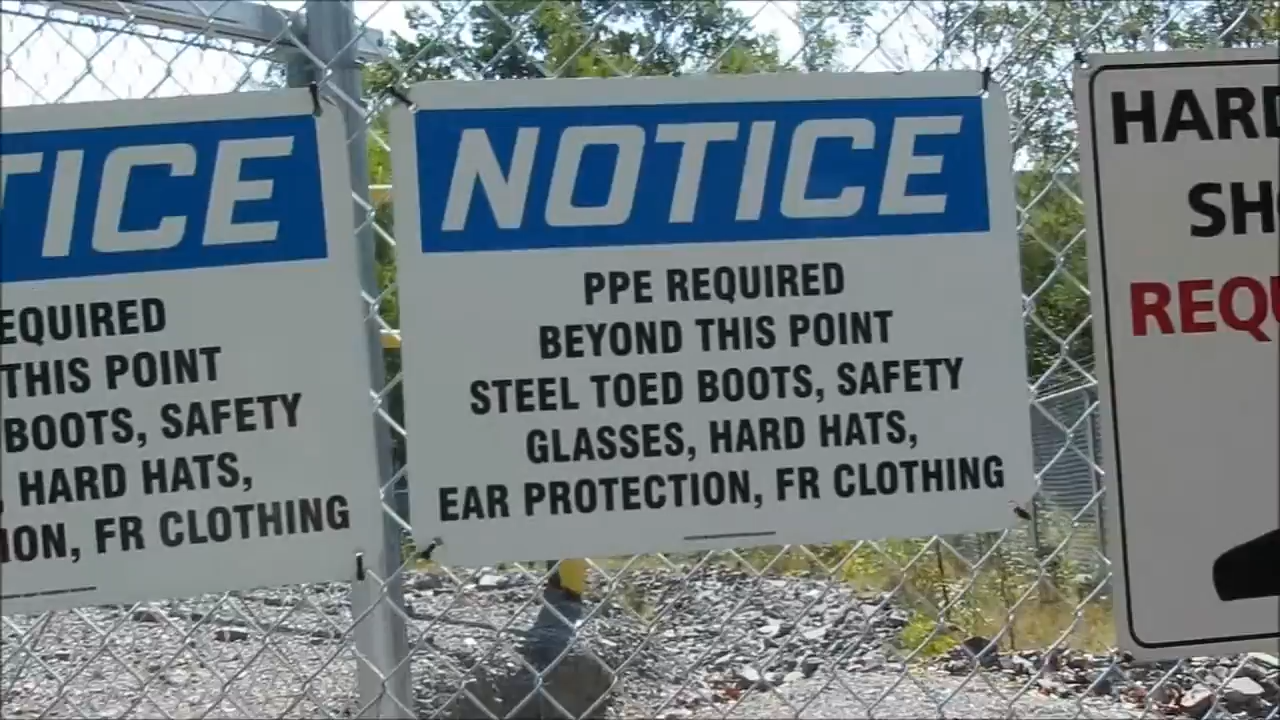 TICE
EQUIRED
THIS POINT
BOOTS, SAFETY
, HARD HATS,
ION, FR CLOTHING
NOTICE
PPE REQUIRED
BEYOND THIS POINT
STEEL TOED BOOTS, SAFETY
GLASSES, HARD HATS,
EAR PROTECTION, FR CLOTHING
HARD
SH
REQU